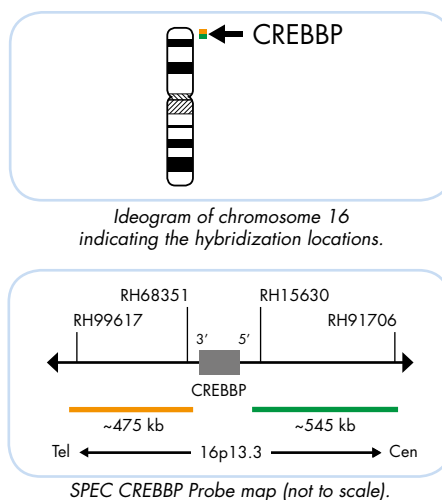 CREBBP
Ideogram of chromosome 16
indicating the hybridization locations.
RH68351 RH15630
RH99617 RH91706
3’ 5’
CREBBP
~475 kb ~545 kb
Tel 16p13.3 Cen
SPEC CREBBP Probe map (not to scale).